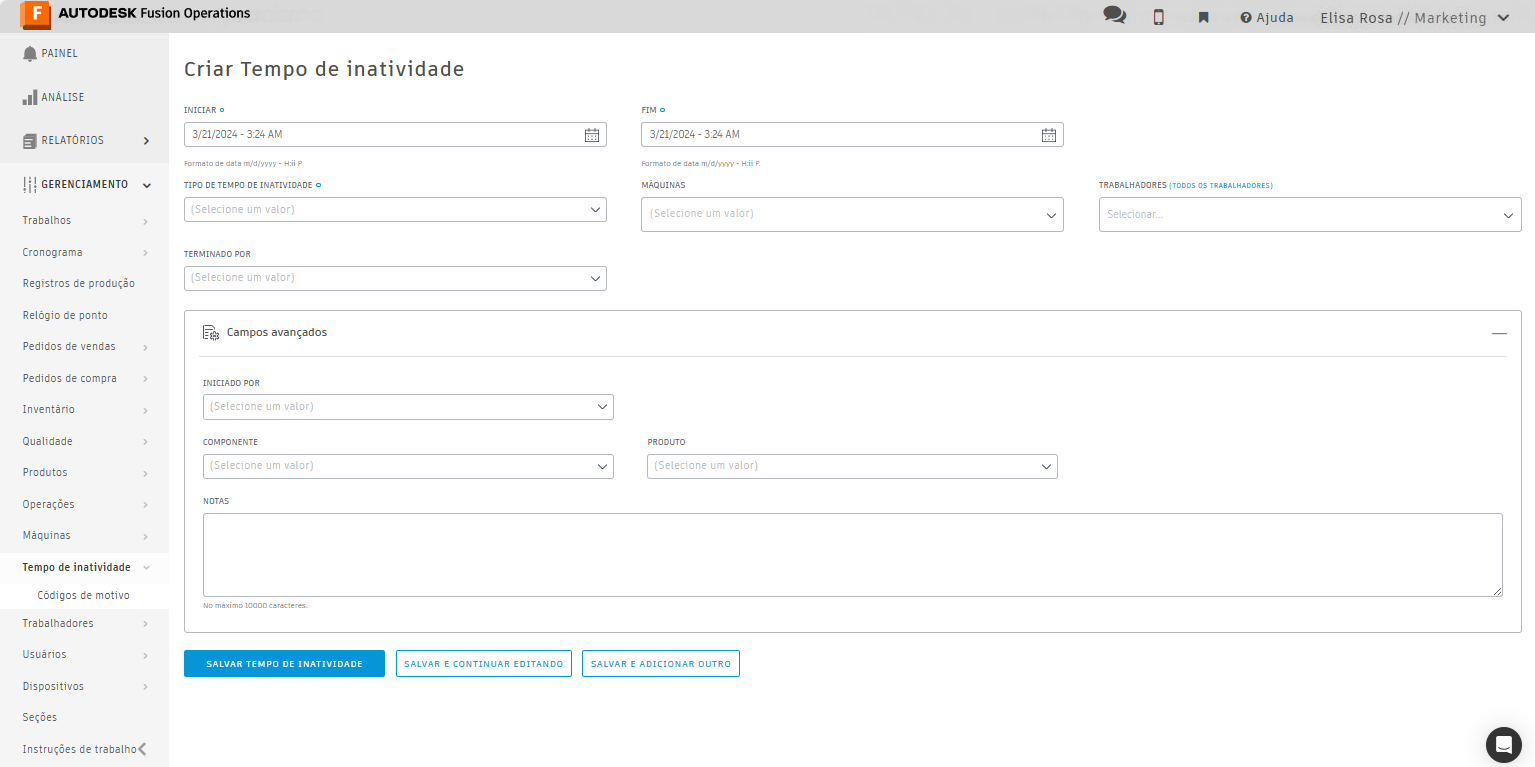 AUTODESK Fusion Operations
Ajuda
Elisa Rosa // Marketing
PAINEL
ANÁLISE
RELATÓRIOS
GERENCIAMENTO
Trabalhos
Cronograma
Registros de produção
Relógio de ponto
Pedidos de vendas
Pedidos de compra
Inventário
Qualidade
Produtos
Operações
Máquinas
Tempo de inatividade
Códigos de motivo
Trabalhadores
Usuários
Dispositivos
Seções
Instruções de trabalho
Criar Tempo de inatividade
INICIAR
3/21/2024 - 3:24 AM
Formato de data m/d/yyyy - H:ii P
FIM
3/21/2024 - 3:24 AM
Formato de data m/d/yyyy - H:ii P.
TIPO DE TEMPO DE INATIVIDADE
(Selecione um valor)
MÁQUINAS
(Selecione um valor)
TRABALHADORES (TODOS OS TRABALHADORES)
Selecionar...
TERMINADO POR
(Selecione um valor)
Campos avançados
INICIADO POR
(Selecione um valor)
COMPONENTE
(Selecione um valor)
PRODUTO
(Selecione um valor)
NOTAS
No máximo 10000 caracteres.
SALVAR TEMPO DE INATIVIDADE
SALVAR E CONTINUAR EDITANDO
SALVAR E ADICIONAR OUTRO